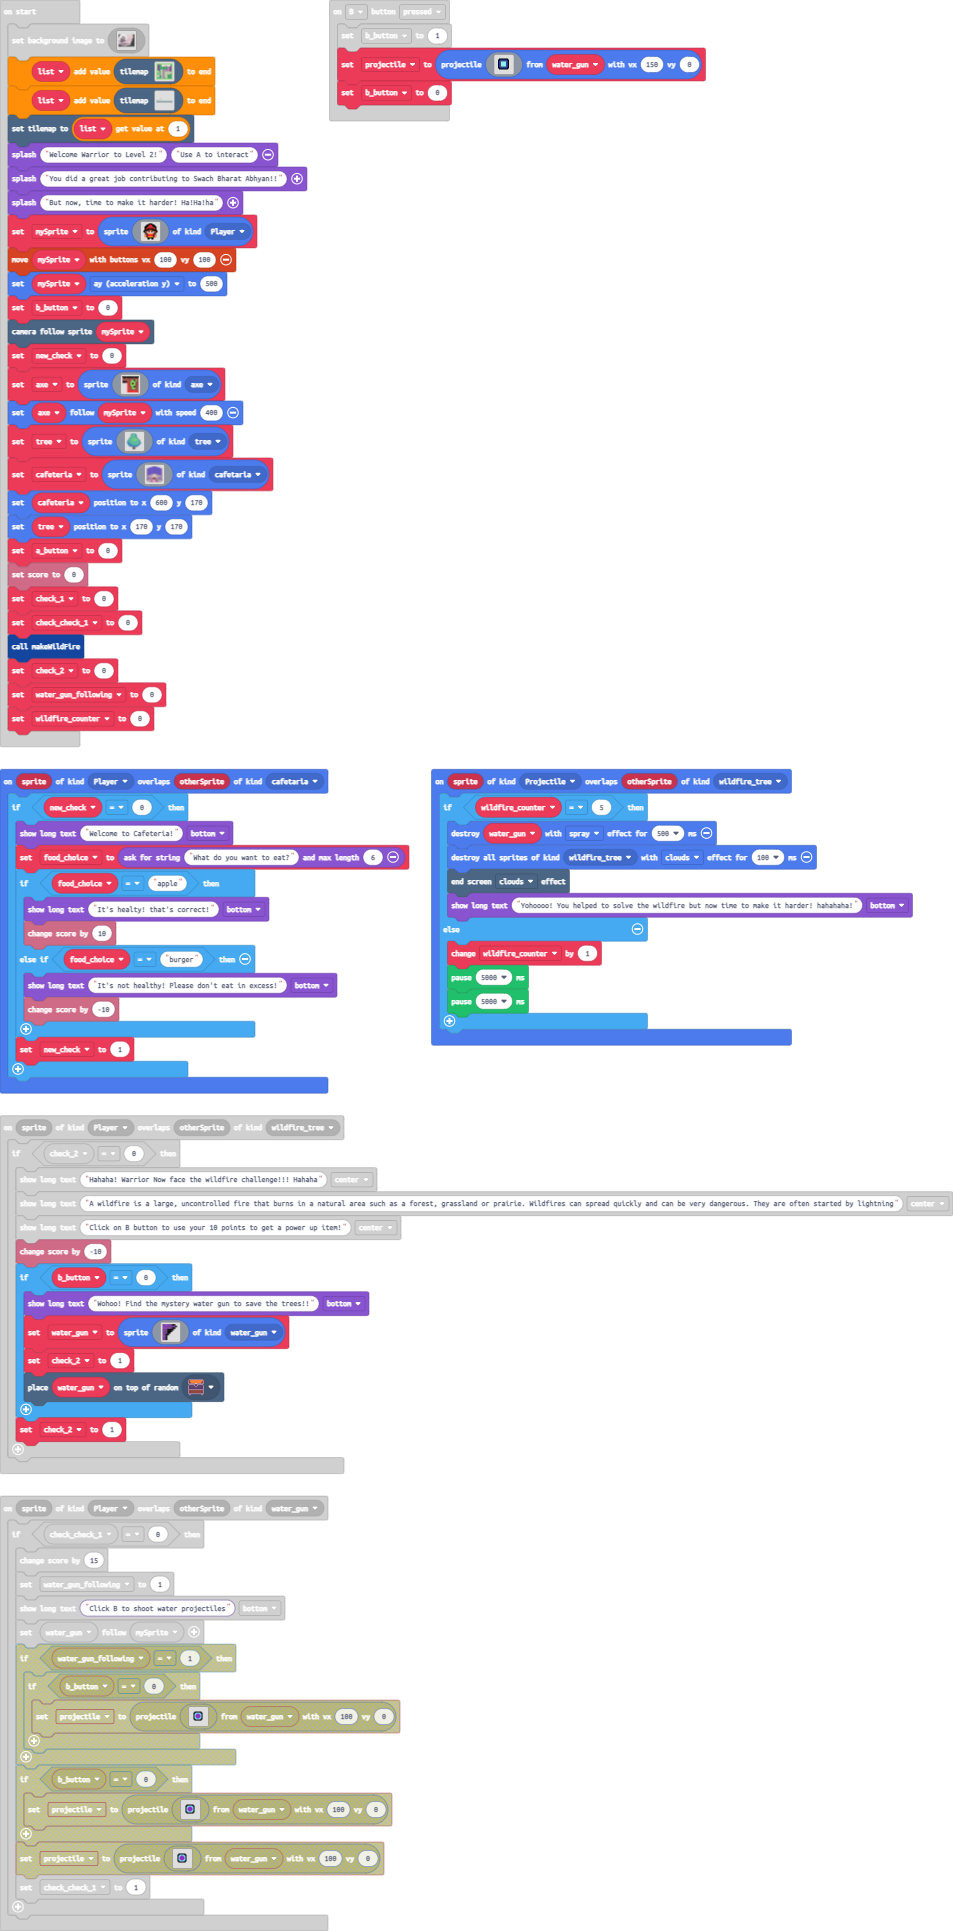 on start
set background image to
list add value tilemap to end
list add value tilemap to end
set tilemap to list get value at 1
splash "Welcome Warrior to Level 2!" "Use A to interact"
splash "You did a great job contributing to Swach Bharat Abhyan!!"
splash "But now, time to make it harder! Ha!Ha!ha"
set mySprite to sprite of kind Player
move mySprite with buttons vx 100 vy 100
set mySprite ay (acceleration y) to 500
set b_button to 0
camera follow sprite mySprite
set new_check to 0
set axe to sprite of kind axe
set axe follow mySprite with speed 400
set tree to sprite of kind tree
set cafeteria to sprite of kind cafetaria
set cafeteria position to x 600 y 170
set tree position to x 170 y 170
set a_button to 0
set score to 0
set check_1 to 0
set check_check_1 to 0
call makeWildFire
set check_2 to 0
set water_gun_following to 0
set wildfire_counter to 0
on B button pressed
set b_button to 1
set projectile to projectile from water_gun with vx 150 vy 0
set b_button to 0
on sprite of kind Player overlaps otherSprite of kind cafetaria
if new_check = 0 then
show long text "Welcome to Cafeteria!" bottom
set food_choice to ask for string "What do you want to eat?" and max length 6
if food_choice = "apple" then
show long text "It's healty! that's correct!" bottom
change score by 10
else if food_choice = "burger" then
show long text "It's not healthy! Please don't eat in excess!" bottom
change score by -10
set new_check to 1
on sprite of kind Projectile overlaps otherSprite of kind wildfire_tree
if wildfire_counter = 5 then
destroy water_gun with spray effect for 500 ms
destroy all sprites of kind wildfire_tree with clouds effect for 100 ms
end screen clouds effect
show long text "Yohoooo! You helped to solve the wildfire but now time to make it harder! hahahaha!" bottom
else
change wildfire_counter by 1
pause 5000 ms
pause 5000 ms
on sprite of kind Player overlaps otherSprite of kind wildfire_tree
if check_2 = 0 then
show long text "Hahaha! Warrior Now face the wildfire challenge!!! Hahaha" center
show long text "A wildfire is a large, uncontrolled fire that burns in a natural area such as a forest, grassland or prairie. Wildfires can spread quickly and can be very dangerous. They are often started by lightning" center
show long text "Click on B button to use your 10 points to get a power up item!" center
change score by -10
if b_button = 0 then
show long text "Wohoo! Find the mystery water gun to save the trees!!" bottom
set water_gun to sprite of kind water_gun
set check_2 to 1
place water_gun on top of random
set check_2 to 1
on sprite of kind Player overlaps otherSprite of kind water_gun
if check_check_1 = 0 then
change score by 15
set water_gun_following to 1
show long text "Click B to shoot water projectiles" bottom
set water_gun follow mySprite
if water_gun_following = 1 then
if b_button = 0 then
set projectile to projectile from water_gun with vx 100 vy 0
if b_button = 0 then
set projectile to projectile from water_gun with vx 100 vy 0
set projectile to projectile from water_gun with vx 100 vy 0
set check_check_1 to 1